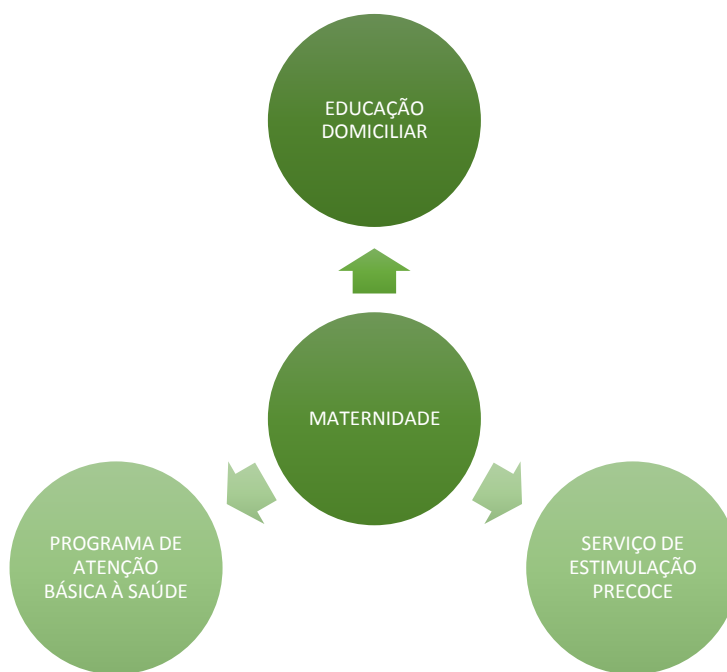 EDUCAÇÃO
DOMICILIAR
MATERNIDADE
PROGRAMA DE
ATENÇÃO
BÁSICA À SAÚDE
SERVIÇO DE
ESTIMULAÇÃO
PRECOCE